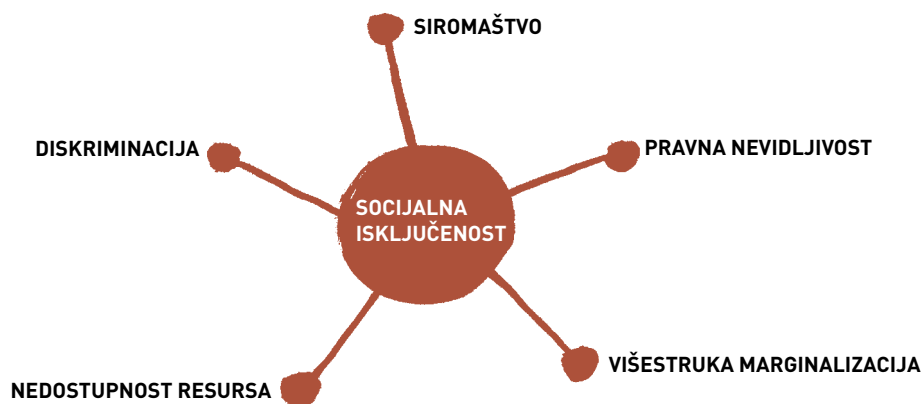 SIROMAŠTVO
DISKRIMINACIJA
PRAVNA NEVIDLJIVOST
SOCIJALNA
ISKLJUČENOST
VIŠESTRUKA MARGINALIZACIJA
NEDOSTUPNOST RESURSA